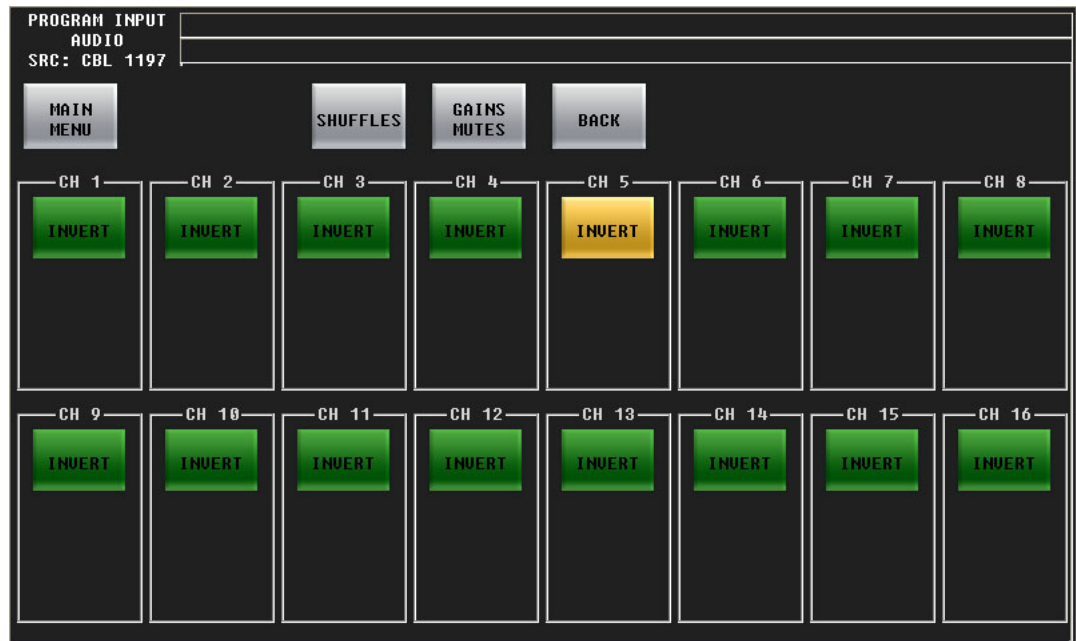 PROGRAM INPUT
AUDIO
SRC: CBL 1197
MAIN
MENU
SHUFFLES
GAINS
MUTES
BACK
CH 1
CH 2
CH 3
CH 4
CH 5
CH 6
CH 7
CH 8
INVERT
INVERT
INVERT
INVERT
INVERT
INVERT
INVERT
INVERT
CH 9
CH 10
CH 11
CH 12
CH 13
CH 14
CH 15
CH 16
INVERT
INVERT
INVERT
INVERT
INVERT
INVERT
INVERT
INVERT